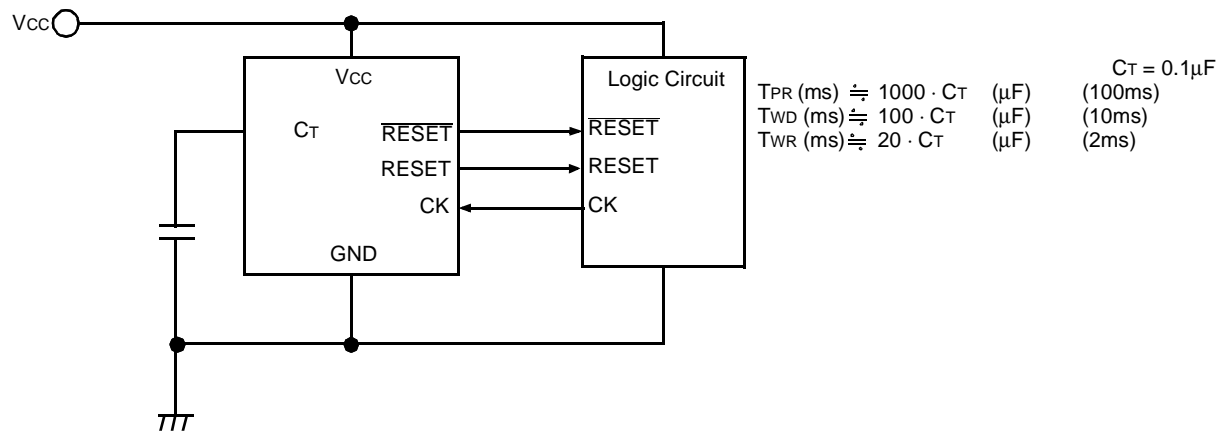 Vcc
Vcc
CT
RESET
RESET
CK
GND
Logic Circuit
RESET
RESET
CK
CT = 0.1μF
TPR (ms) ≒ 1000 · CT (μF) (100ms)
TWD (ms) ≒ 100 · CT (μF) (10ms)
TWR (ms) ≒ 20 · CT (μF) (2ms)